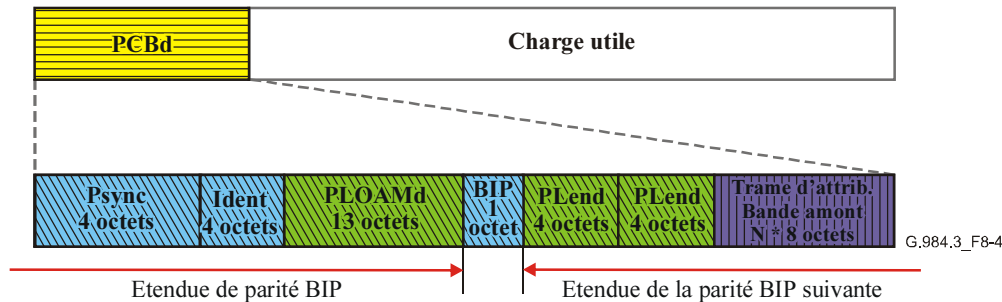 PCBd
Charge utile
Psync
4 octets
Ident
4 octets
PLOAMd
13 octets
BIP
1
octet
PLend
4 octets
PLend
4 octets
Trame d'attrib.
Bande amont
N * 8 octets
G.984.3_F8-4
Etendue de parité BIP
Etendue de la parité BIP suivante